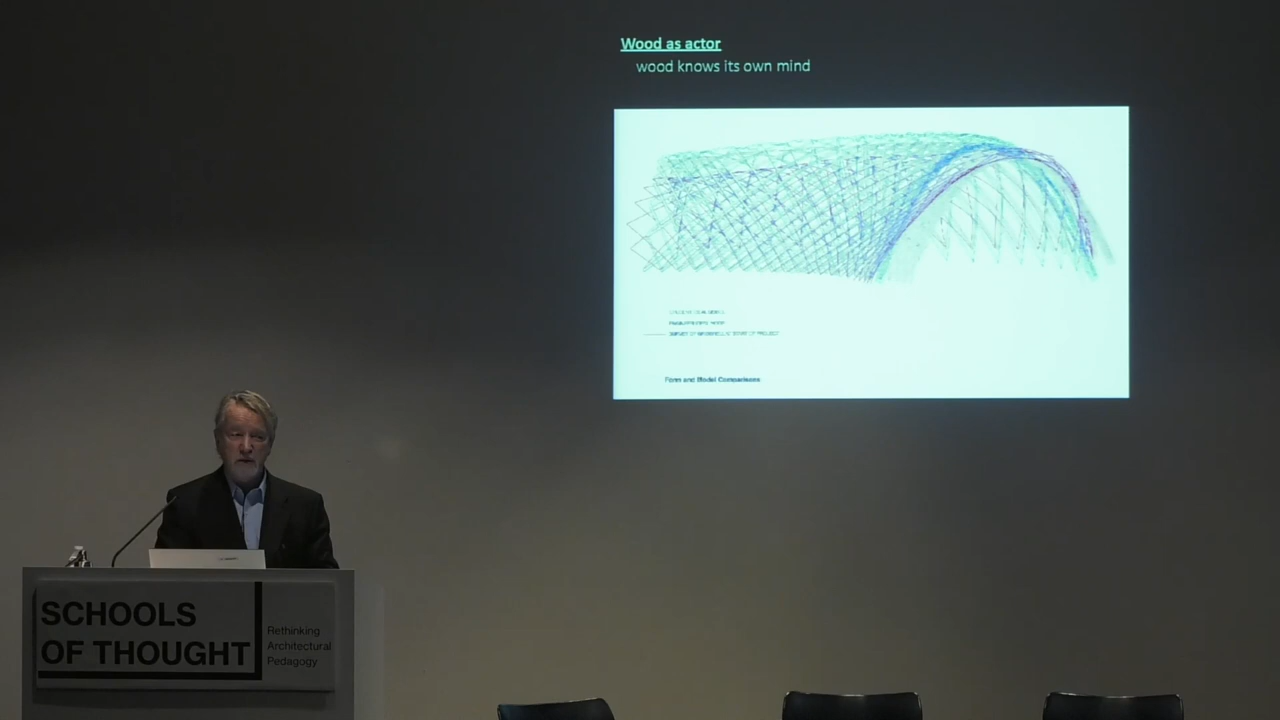 Wood as actor
wood knows its own mind
Form and Model Comparisons
SCHOOLS
OF THOUGHT
Rethinking
Architectural
Pedagogy